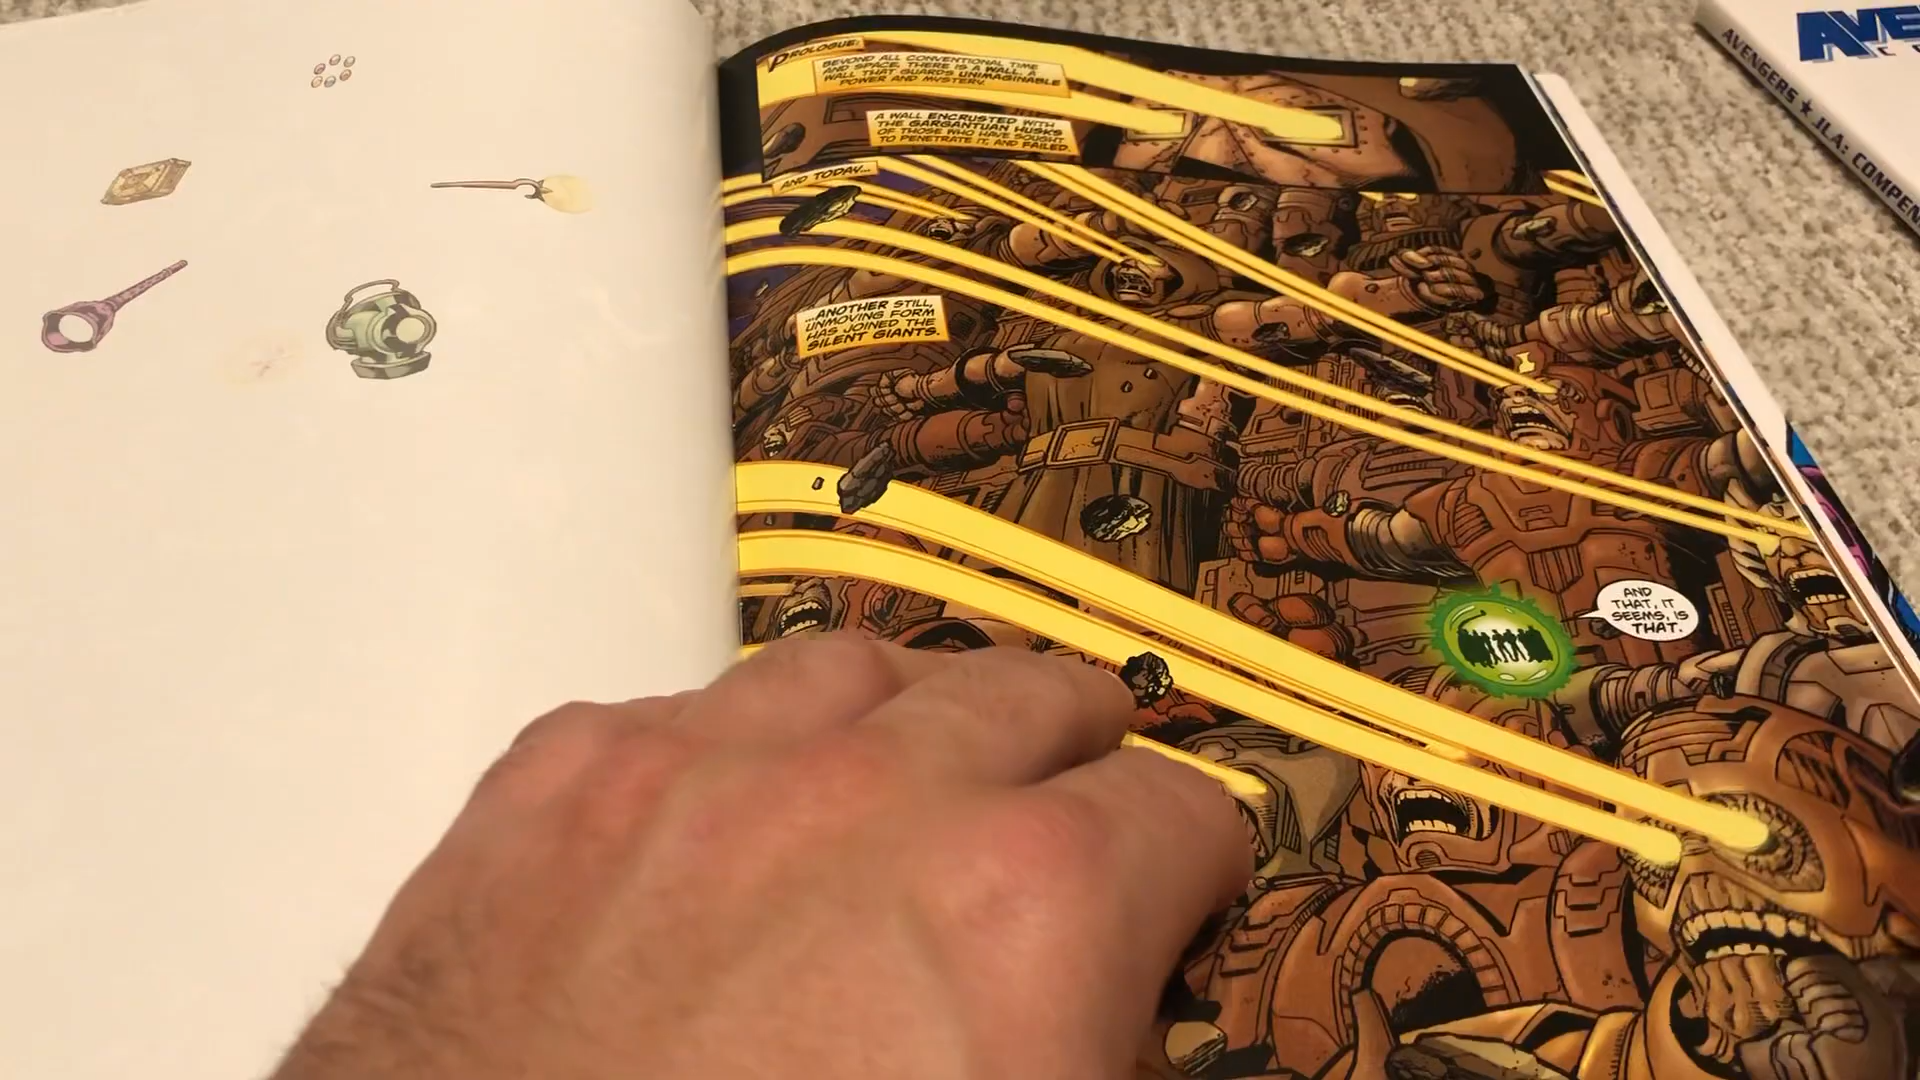 PROLOGUE:
BEYOND ALL CONVENTIONAL TIME
AND SPACE, THERE IS A WALL. A
WALL THAT GUARDS UNIMAGINABLE
POWER AND MYSTERY.
A WALL ENCRUSTED WITH
THE GARGANTUAN HUSKS
OF THOSE WHO HAVE SOUGHT
TO PENETRATE IT, AND FAILED.
AND TODAY...
...ANOTHER STILL,
UNMOVING FORM
HAS JOINED THE
SILENT GIANTS.
AND
THAT, IT
SEEMS, IS
THAT.
AVE
AVENGERS ★ JLA: COMPEN